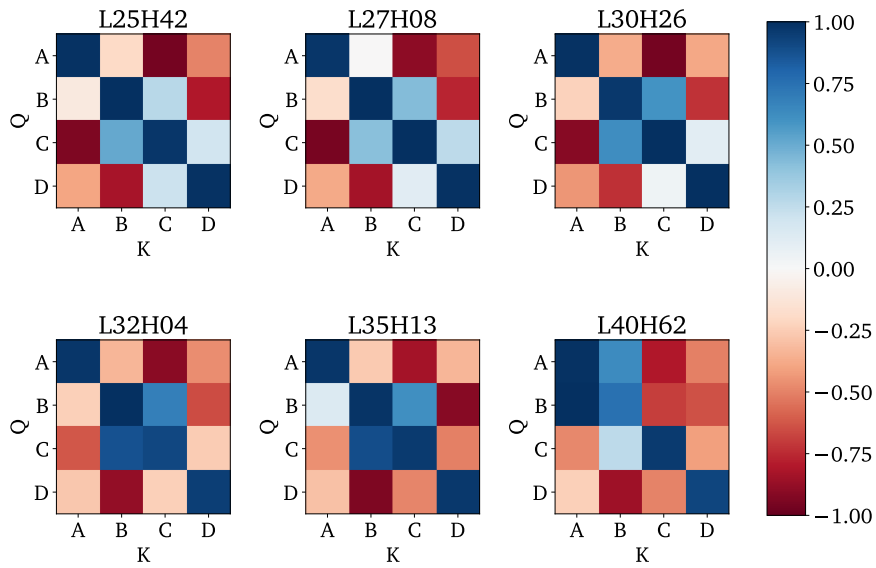 L25H42 L27H08 L30H26
A A A
B B B
Q Q Q
C C C
D D D
A B C D A B C D A B C D
K K K
L32H04 L35H13 L40H62
A A A
B B B
Q Q Q
C C C
D D D
A B C D A B C D A B C D
K K K
1.00
0.75
0.50
0.25
0.00
−0.25
−0.50
−0.75
−1.00